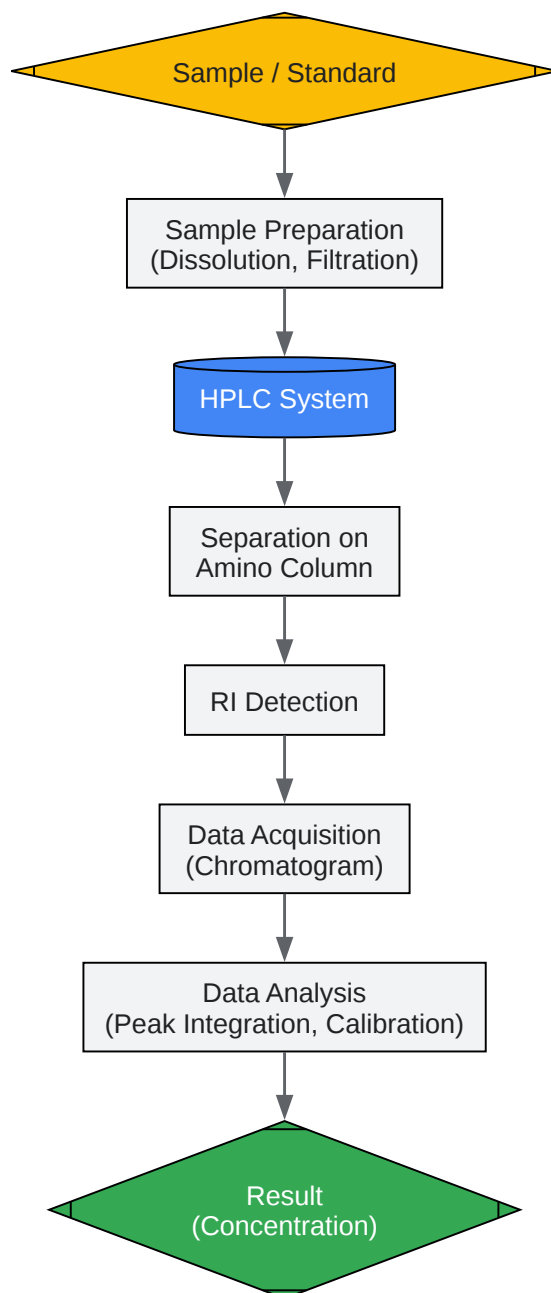 Sample / Standard
Sample Preparation
(Dissolution, Filtration)
HPLC System
Separation on
Amino Column
RI Detection
Data Acquisition
(Chromatogram)
Data Analysis
(Peak Integration, Calibration)
Result
(Concentration)